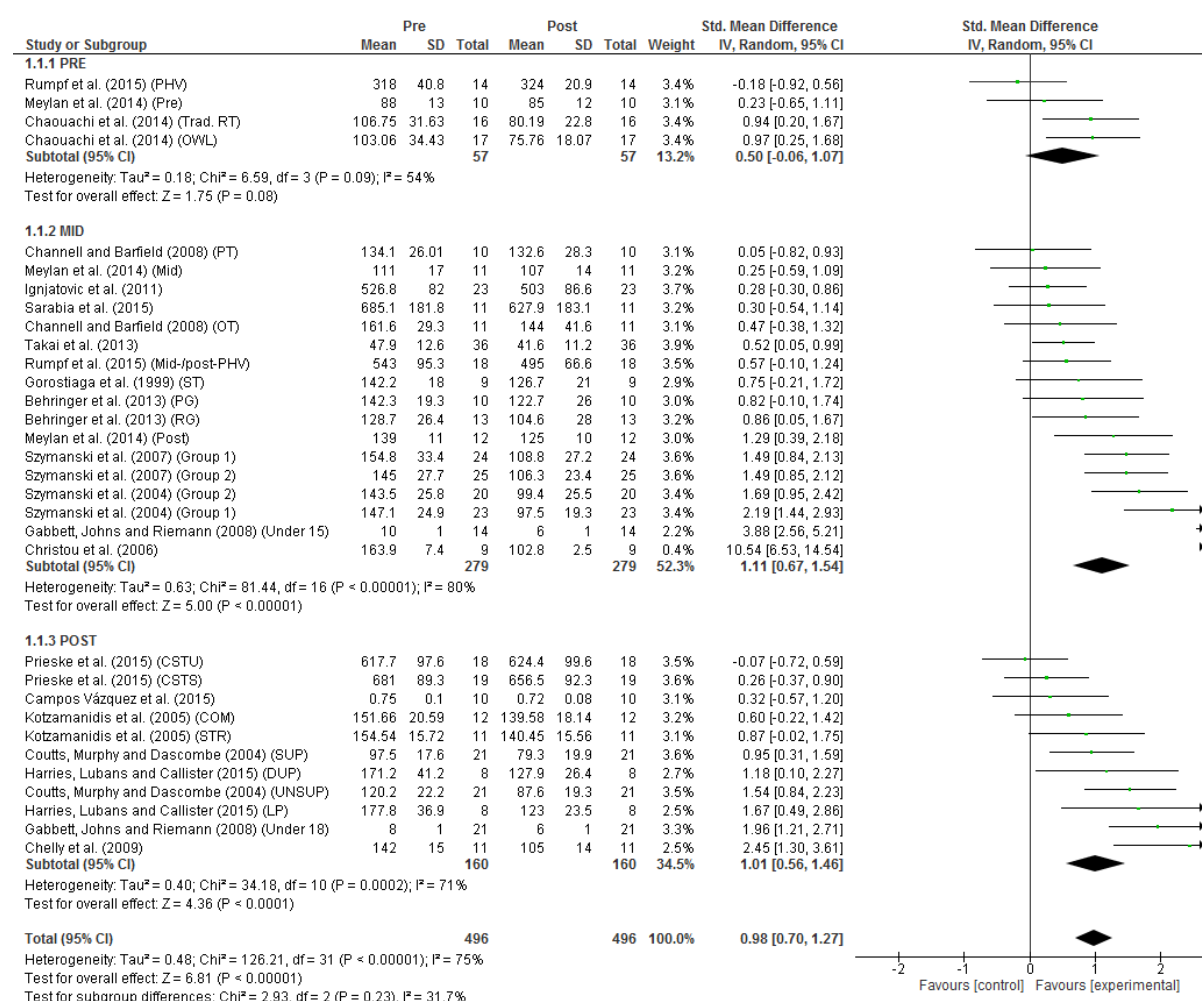 Pre Post Std. Mean Difference Std. Mean Difference
Study or Subgroup Mean SD Total Mean SD Total Weight IV, Random, 95% CI IV, Random, 95% CI
1.1.1 PRE
Rumpf et al. (2015) (PHV) 318 40.8 14 324 20.9 14 3.4% -0.18 [-0.92, 0.56]
Meylan et al. (2014) (Pre) 88 13 10 85 12 10 3.1% 0.23 [-0.65, 1.11]
Chaouachi et al. (2014) (Trad. RT) 106.75 31.63 16 80.19 22.8 16 3.4% 0.94 [0.20, 1.67]
Chaouachi et al. (2014) (OWL) 103.06 34.43 17 75.76 18.07 17 3.4% 0.97 [0.25, 1.68]
Subtotal (95% CI) 57 57 13.2% 0.50 [-0.06, 1.07]
Heterogeneity: Tau² = 0.18; Chi² = 6.59, df = 3 (P = 0.09); I² = 54%
Test for overall effect: Z = 1.75 (P = 0.08)
1.1.2 MID
Channell and Barfield (2008) (PT) 134.1 26.01 10 132.6 28.3 10 3.1% 0.05 [-0.82, 0.93]
Meylan et al. (2014) (Mid) 111 17 11 107 14 11 3.2% 0.25 [-0.59, 1.09]
Ignjatovic et al. (2011) 526.8 82 23 503 86.6 23 3.7% 0.28 [-0.30, 0.86]
Sarabia et al. (2015) 685.1 181.8 11 627.9 183.1 11 3.2% 0.30 [-0.54, 1.14]
Channell and Barfield (2008) (OT) 161.6 29.3 11 144 41.6 11 3.2% 0.47 [-0.38, 1.32]
Takai et al. (2013) 47.9 12.6 36 41.6 11.2 36 3.9% 0.52 [0.05, 0.99]
Rumpf et al. (2015) (Mid-/post-PHV) 543 95.3 18 495 66.6 18 3.5% 0.57 [-0.10, 1.24]
Gorostiaga et al. (1999) (ST) 142.2 18 9 126.7 21 9 2.9% 0.75 [-0.21, 1.72]
Behringer et al. (2013) (PG) 142.3 19.3 10 122.7 26 10 3.0% 0.82 [-0.10, 1.74]
Behringer et al. (2013) (RG) 128.7 26.4 13 104.6 28 13 3.2% 0.86 [0.05, 1.67]
Meylan et al. (2014) (Post) 139 11 12 125 10 12 3.0% 1.29 [0.39, 2.18]
Szymanski et al. (2007) (Group 1) 154.8 33.4 24 108.8 27.2 24 3.6% 1.49 [0.84, 2.13]
Szymanski et al. (2007) (Group 2) 145 27.7 25 106.3 23.4 25 3.6% 1.49 [0.85, 2.12]
Szymanski et al. (2004) (Group 2) 143.5 25.8 20 99.4 25.5 20 3.4% 1.69 [0.95, 2.42]
Szymanski et al. (2004) (Group 1) 147.1 24.9 23 97.5 19.3 23 3.4% 2.19 [1.44, 2.93]
Gabbett, Johns and Riemann (2008) (Under 15) 10 1 14 6 1 14 2.2% 3.88 [2.56, 5.21]
Christou et al. (2006) 163.9 7.4 9 102.8 2.5 9 0.4% 10.54 [6.53, 14.54]
Subtotal (95% CI) 279 279 52.3% 1.11 [0.67, 1.54]
Heterogeneity: Tau² = 0.63; Chi² = 81.44, df = 16 (P < 0.00001); I² = 80%
Test for overall effect: Z = 5.00 (P < 0.00001)
1.1.3 POST
Prieske et al. (2015) (CSTU) 617.7 97.6 18 624.4 99.6 18 3.5% -0.07 [-0.72, 0.59]
Prieske et al. (2015) (CSTS) 681 89.3 19 656.5 92.3 19 3.6% 0.26 [-0.37, 0.90]
Campos Vázquez et al. (2015) 0.75 0.1 10 0.72 0.08 10 3.1% 0.32 [-0.57, 1.20]
Kotzamanidis et al. (2005) (COM) 151.66 20.59 12 139.58 18.14 12 3.2% 0.60 [-0.22, 1.42]
Kotzamanidis et al. (2005) (STR) 154.54 15.72 11 140.45 15.56 11 3.1% 0.87 [-0.02, 1.75]
Coutts, Murphy and Dascombe (2004) (SUP) 97.5 17.6 21 79.3 19.9 21 3.6% 0.95 [0.31, 1.59]
Harries, Lubans and Callister (2015) (DUP) 171.2 41.2 8 127.9 26.4 8 2.7% 1.18 [0.10, 2.27]
Coutts, Murphy and Dascombe (2004) (UNSUP) 120.2 22.2 21 87.6 19.3 21 3.4% 1.54 [0.84, 2.23]
Harries, Lubans and Callister (2015) (LP) 177.8 36.9 8 123 23.5 8 2.5% 1.67 [0.49, 2.86]
Gabbett, Johns and Riemann (2008) (Under 18) 8 1 21 6 1 21 3.3% 1.96 [1.21, 2.71]
Chelly et al. (2009) 142 15 11 105 14 11 2.5% 2.45 [1.30, 3.61]
Subtotal (95% CI) 160 160 34.5% 1.01 [0.56, 1.46]
Heterogeneity: Tau² = 0.40; Chi² = 34.18, df = 10 (P = 0.0002); I² = 71%
Test for overall effect: Z = 4.36 (P < 0.0001)
Total (95% CI) 496 496 100.0% 0.98 [0.70, 1.27]
Heterogeneity: Tau² = 0.48; Chi² = 126.21, df = 31 (P < 0.00001); I² = 75%
Test for overall effect: Z = 6.81 (P < 0.00001)
Test for subgroup differences: Chi² = 2.93, df = 2 (P = 0.23), I² = 31.7%
-2 -1 0 1 2
Favours [control] Favours [experimental]